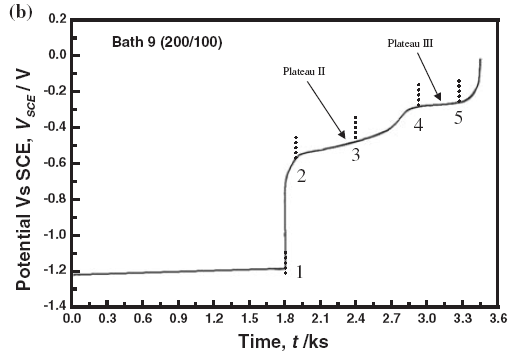 (b)
Bath 9 (200/100)
Plateau II
Plateau III
Potential Vs SCE, V SCE / V
0.2
0.0
-0.2
-0.4
-0.6
-0.8
-1.0
-1.2
-1.4
1
2
3
4
5
0.0 0.3 0.6 0.9 1.2 1.5 1.8 2.1 2.4 2.7 3.0 3.3 3.6
Time, t /ks